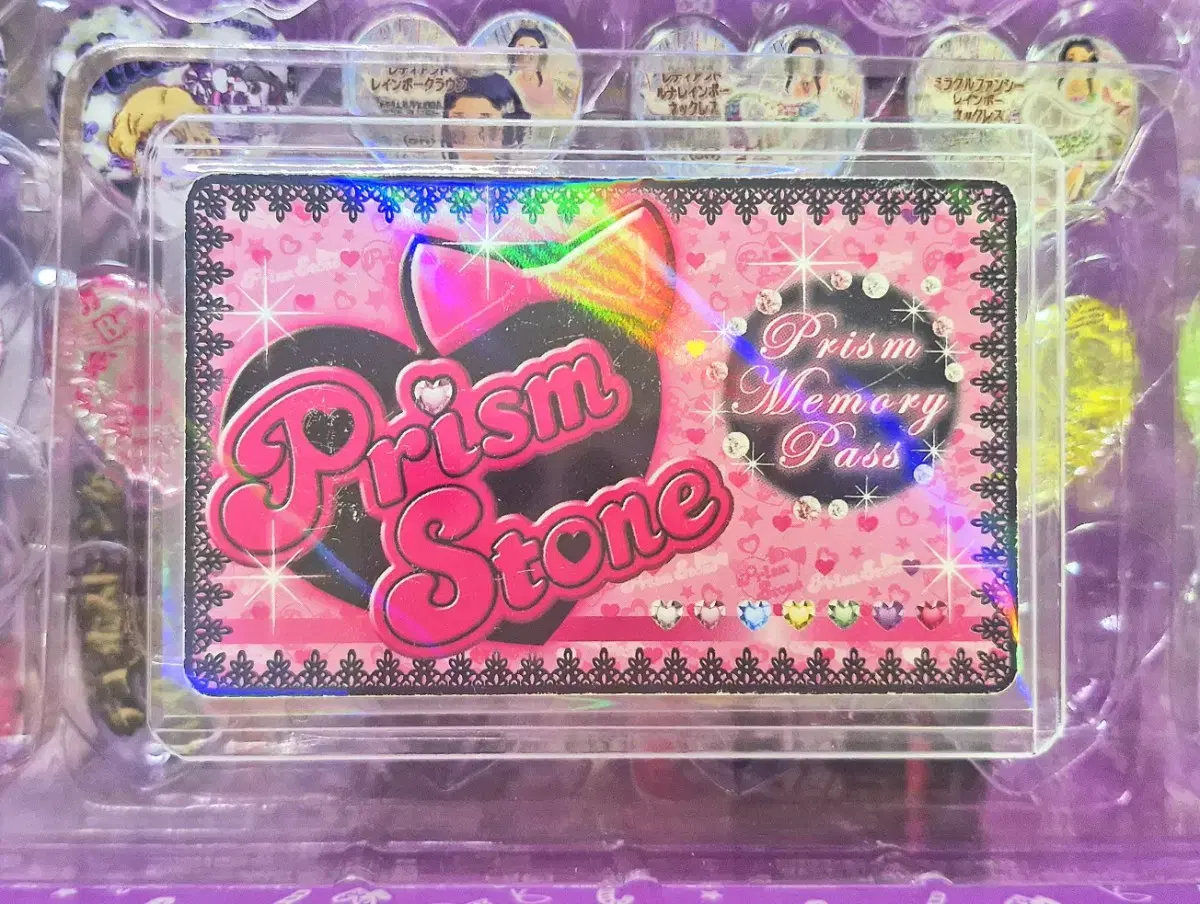 レディアント
レインボークラウン
レディアント
ルナレインボー
ネックレス
ミラクルファンシー
レインボー
ネックレス
Prism
Stone
Prism
Memory
Pass